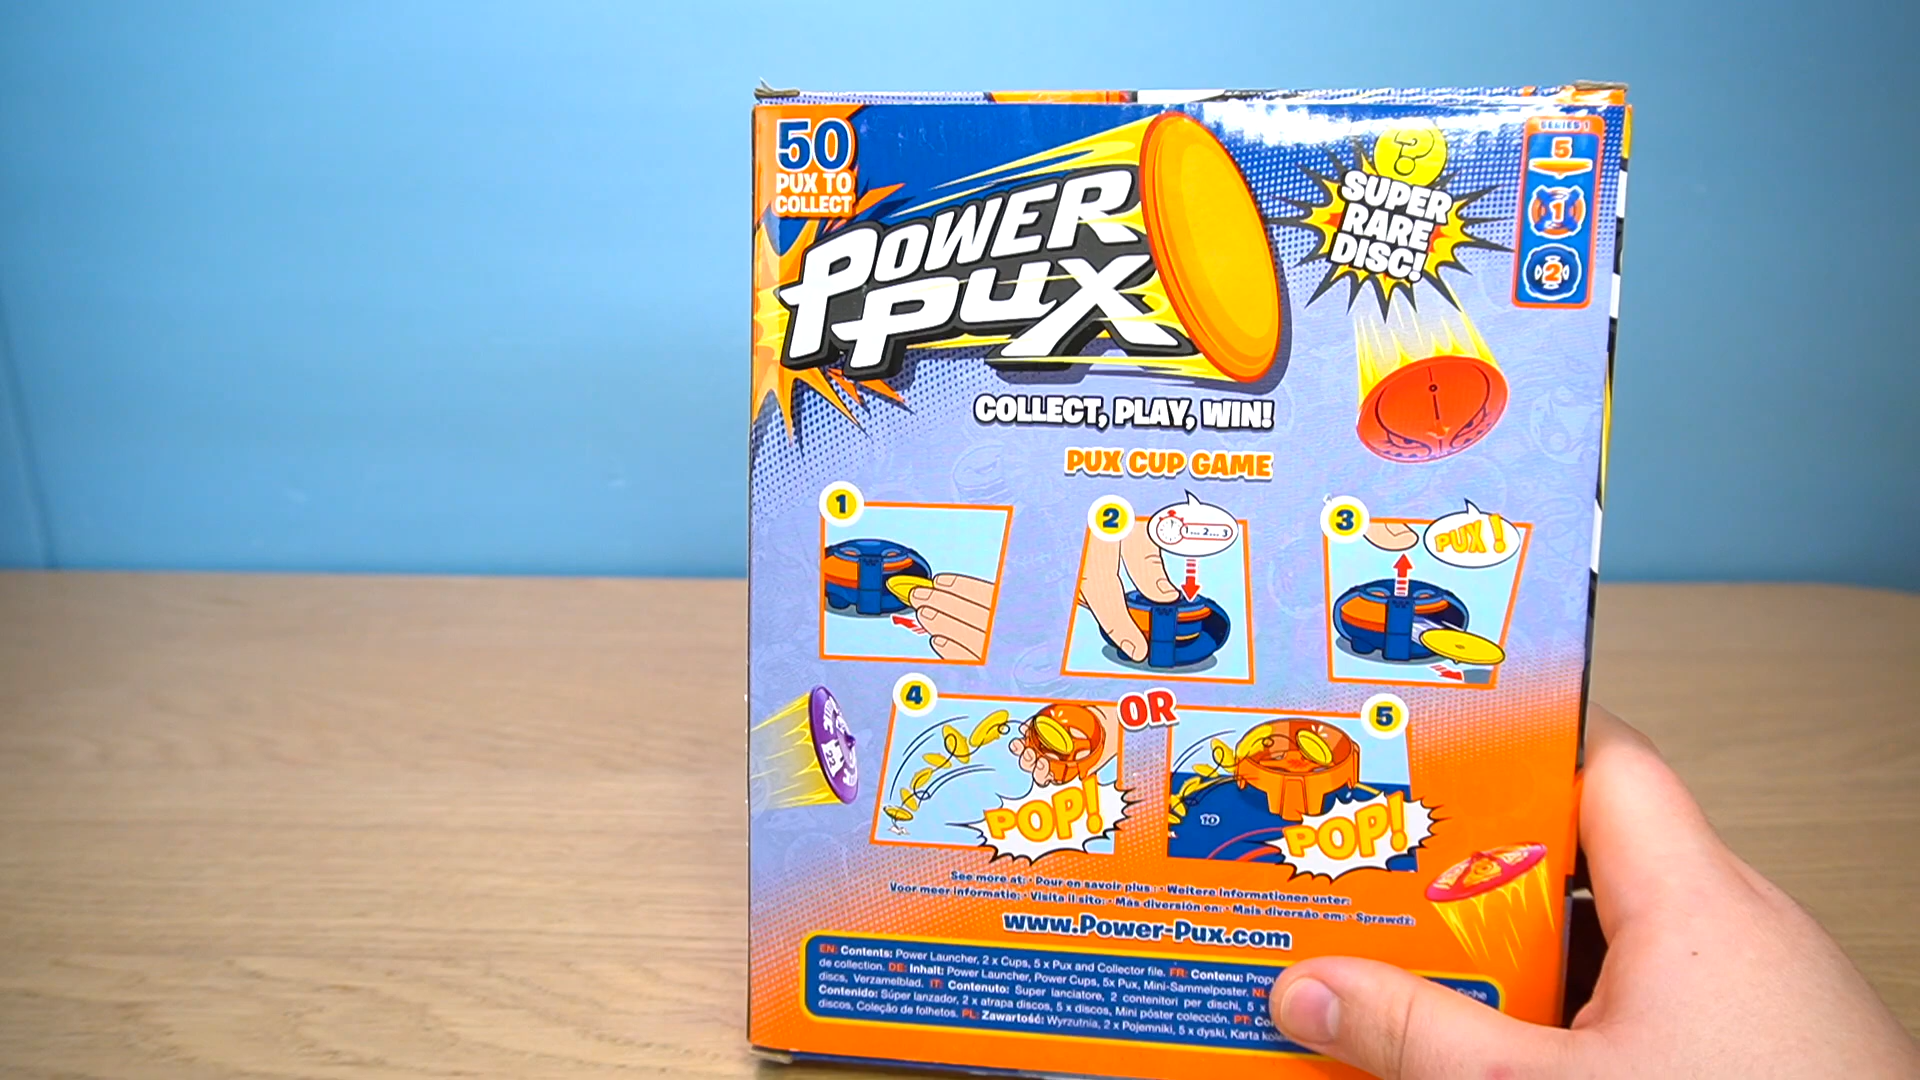 50
PUX TO
COLLECT
POWER
PUX
?
SUPER
RARE
DISC!
SERIES 1
5
1
2
COLLECT, PLAY, WIN!
PUX CUP GAME
1
2
1... 2... 3
3
PUX!
4
POP!
OR
5
10
POP!
22
See more at: • Pour en savoir plus: • Weitere Informationen unter:
Voor meer informatie: • Visita il sito: • Más diversión en: • Mais diversão em: • Sprawdź:
www.Power-Pux.com
EN: Contents: Power Launcher, 2 x Cups, 5 x Pux and Collector file. FR: Contenu: Prop
de collection. DE: Inhalt: Power Launcher, Power Cups, 5x Pux, Mini-Sammelposter. NL
discs, Verzamelblad. IT: Contenuto: Super lanciatore, 2 contenitori per dischi, 5 x
Contenido: Súper lanzador, 2 x atrapa discos, 5 x discos, Mini póster colección. PT: Co
discos, Coleção de folhetos. PL: Zawartość: Wyrzutnia, 2 x Pojemniki, 5 x dyski, Karta